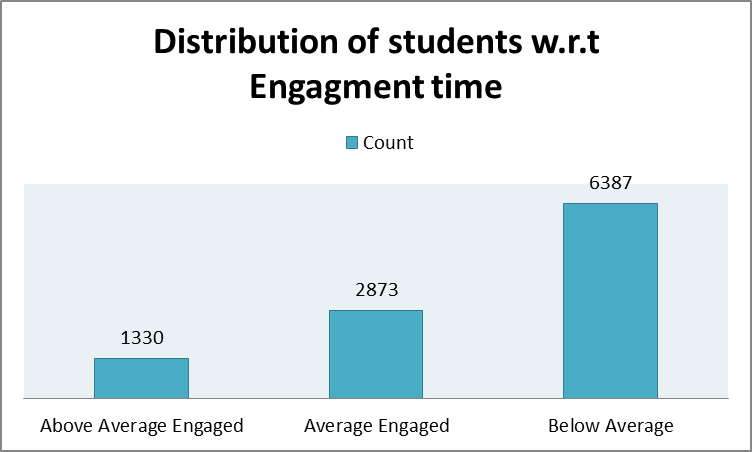 Distribution of students w.r.t
Engagment time
Count
6387
2873
1330
Above Average Engaged
Average Engaged
Below Average